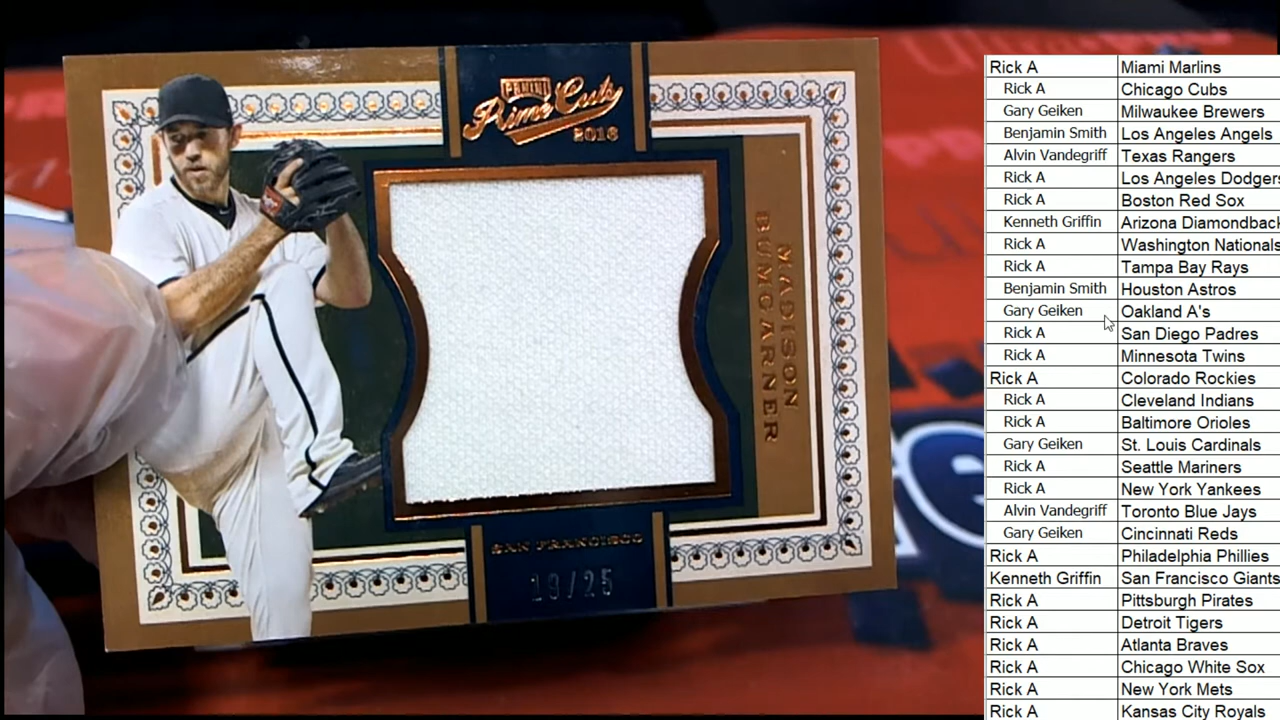 PANINI
Prime Cuts
2016
MADISON
BUMGARNER
SAN FRANCISCO
19/25
Rick A Miami Marlins
Rick A Chicago Cubs
Gary Geiken Milwaukee Brewers
Benjamin Smith Los Angeles Angels
Alvin Vandegriff Texas Rangers
Rick A Los Angeles Dodgers
Rick A Boston Red Sox
Kenneth Griffin Arizona Diamondback
Rick A Washington Nationals
Rick A Tampa Bay Rays
Benjamin Smith Houston Astros
Gary Geiken Oakland A's
Rick A San Diego Padres
Rick A Minnesota Twins
Rick A Colorado Rockies
Rick A Cleveland Indians
Rick A Baltimore Orioles
Gary Geiken St. Louis Cardinals
Rick A Seattle Mariners
Rick A New York Yankees
Alvin Vandegriff Toronto Blue Jays
Gary Geiken Cincinnati Reds
Rick A Philadelphia Phillies
Kenneth Griffin San Francisco Giants
Rick A Pittsburgh Pirates
Rick A Detroit Tigers
Rick A Atlanta Braves
Rick A Chicago White Sox
Rick A New York Mets
Rick A Kansas City Royals